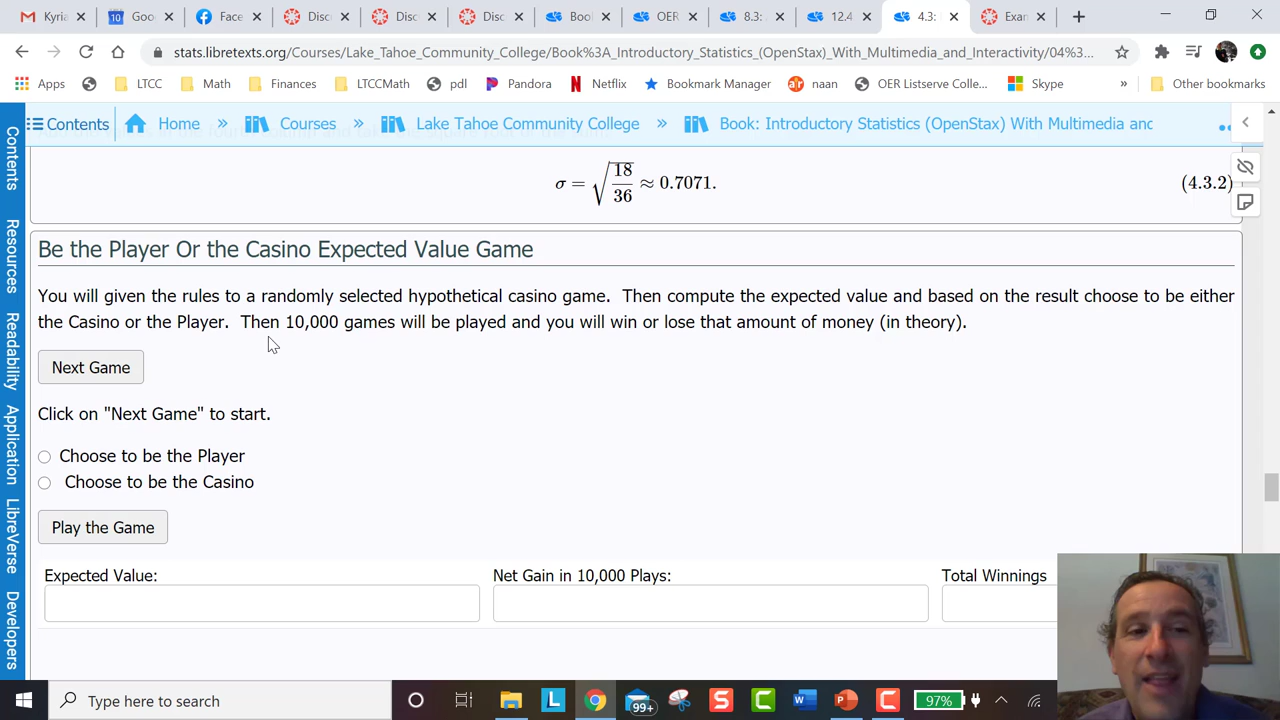 Kyria
Goo
Face
Disc
Disc
Disc
Boo
OER
8.3:
12.4
4.3:
Exan
stats.libretexts.org/Courses/Lake_Tahoe_Community_College/Book%3A_Introductory_Statistics_(OpenStax)_With_Multimedia_and_Interactivity/04%3...
Apps
LTCC
Math
Finances
LTCCMath
pdl
Pandora
Netflix
Bookmark Manager
naan
OER Listserve Colle...
Skype
»
Other bookmarks
Contents
Home » Courses » Lake Tahoe Community College » Book: Introductory Statistics (OpenStax) With Multimedia and
σ = √18/36 ≈ 0.7071.
(4.3.2)
Be the Player Or the Casino Expected Value Game
You will given the rules to a randomly selected hypothetical casino game. Then compute the expected value and based on the result choose to be either
the Casino or the Player. Then 10,000 games will be played and you will win or lose that amount of money (in theory).
Next Game
Click on "Next Game" to start.
Choose to be the Player
Choose to be the Casino
Play the Game
Expected Value:
Net Gain in 10,000 Plays:
Total Winnings
Contents
Resources
Readability
Application
LibreVerse
Developers
Type here to search
99+
97%